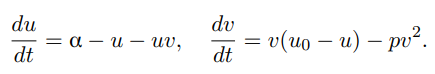 du/dt = α − u − uv, dv/dt = v(u₀ − u) − pv².